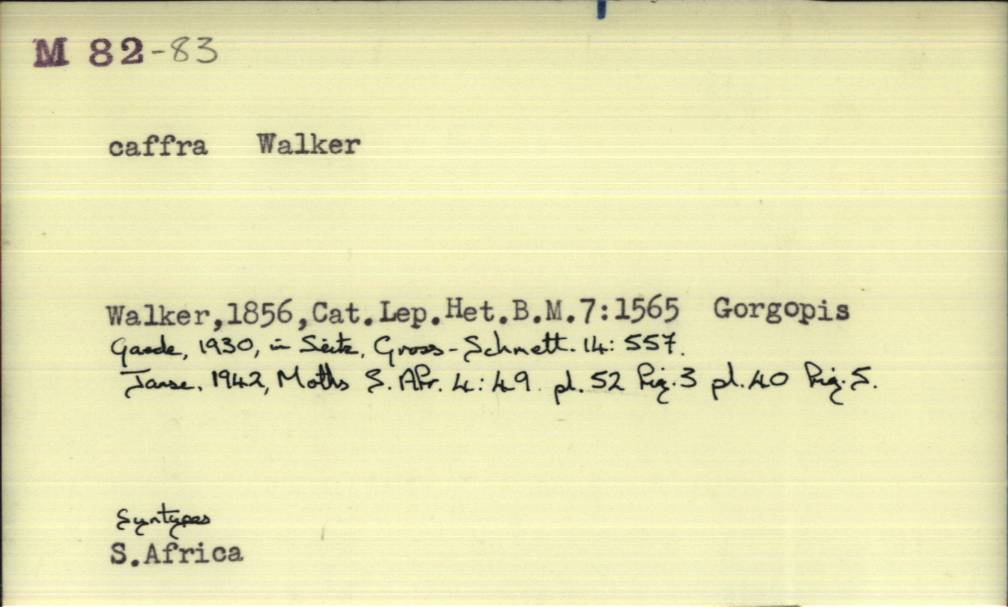 M 82-83
caffra Walker
Walker,1856,Cat.Lep.Het.B.M.7:1565 Gorgopis
Gaede, 1930, in Seitz, Gross-Schmett. 14: 557.
Janse, 1942, Moths S. Afr. 4: 49. pl. 52 fig. 3 pl. 40 fig. 5.
Syntypes
S.Africa